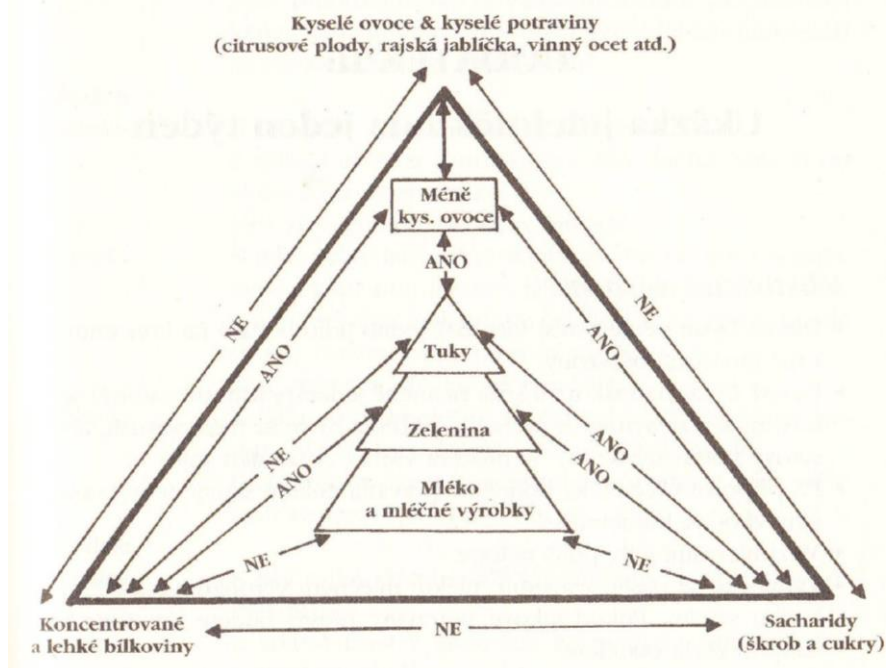 Kyselé ovoce & kyselé potraviny
(citrusové plody, rajská jablíčka, vinný ocet atd.)
Méně
kys. ovoce
ANO
NE
NE
ANO
Tuky
ANO
Zelenina
ANO
NE
ANO
ANO
Mléko
a mléčné výrobky
NE
NE
Koncentrované
a lehké bílkoviny
NE
Sacharidy
(škrob a cukry)